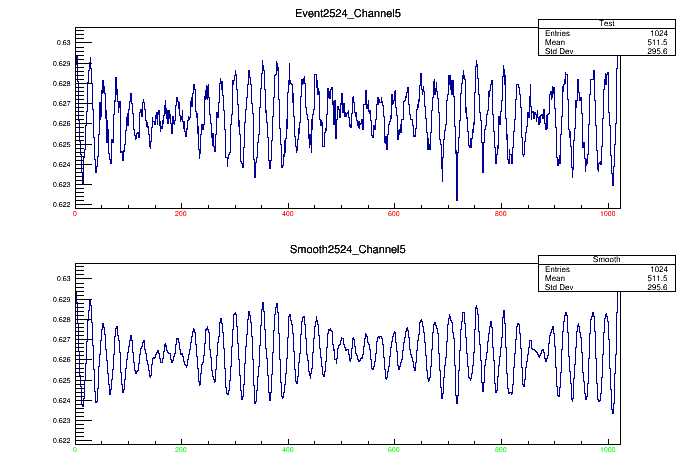 Event2524_Channel5
Test
Entries 1024
Mean 511.5
Std Dev 295.6
0.63
0.629
0.628
0.627
0.626
0.625
0.624
0.623
0.622
0 200 400 600 800 1000
Smooth2524_Channel5
Smooth
Entries 1024
Mean 511.5
Std Dev 295.6
0.63
0.629
0.628
0.627
0.626
0.625
0.624
0.623
0.622
0 200 400 600 800 1000